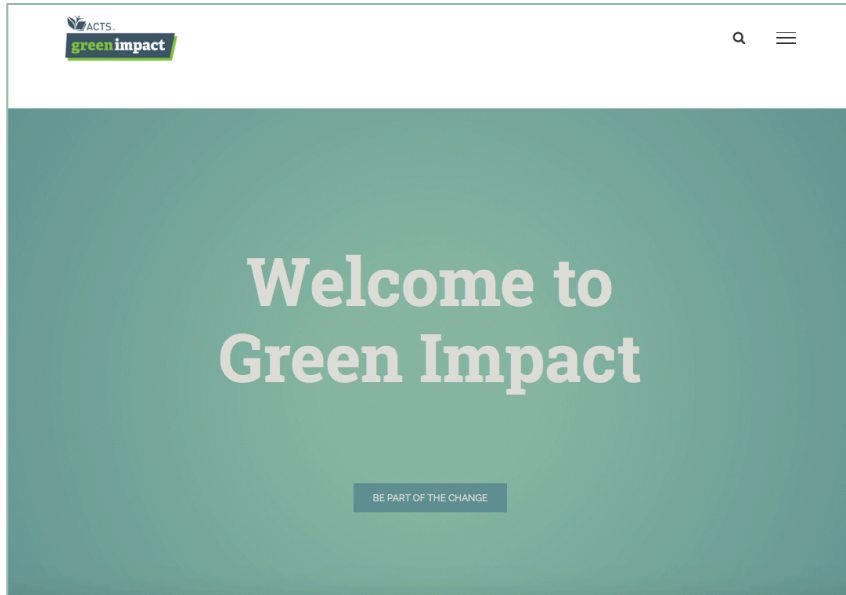 ACTS
green impact
Welcome to
Green Impact
BE PART OF THE CHANGE